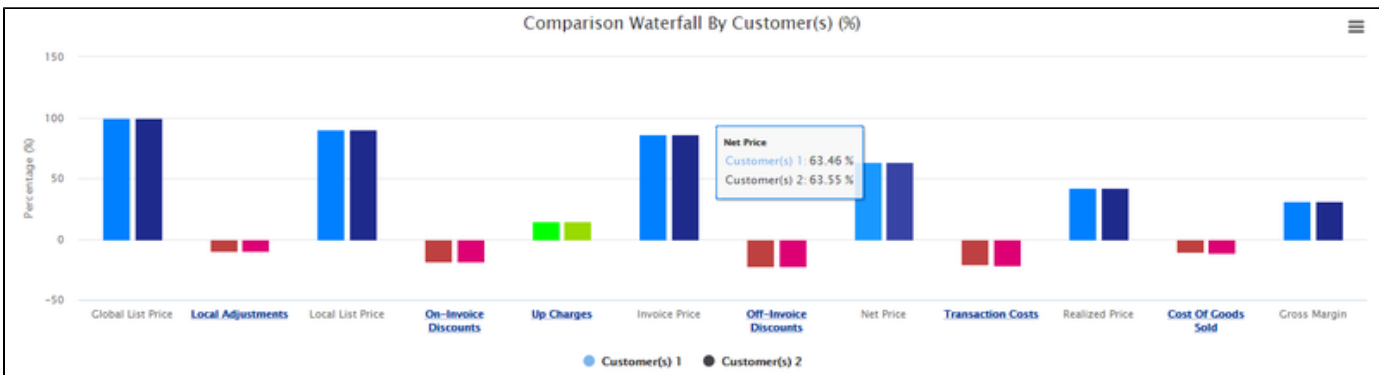 Comparison Waterfall By Customer(s) (%)
150
100
50
0
-50
Percentage (%)
Net Price
Customer(s) 1: 63.46 %
Customer(s) 2: 63.55 %
Global List Price
Local Adjustments
Local List Price
On-Invoice
Discounts
Up Charges
Invoice Price
Off-Invoice
Discounts
Net Price
Transaction Costs
Realized Price
Cost Of Goods
Sold
Gross Margin
Customer(s) 1
Customer(s) 2